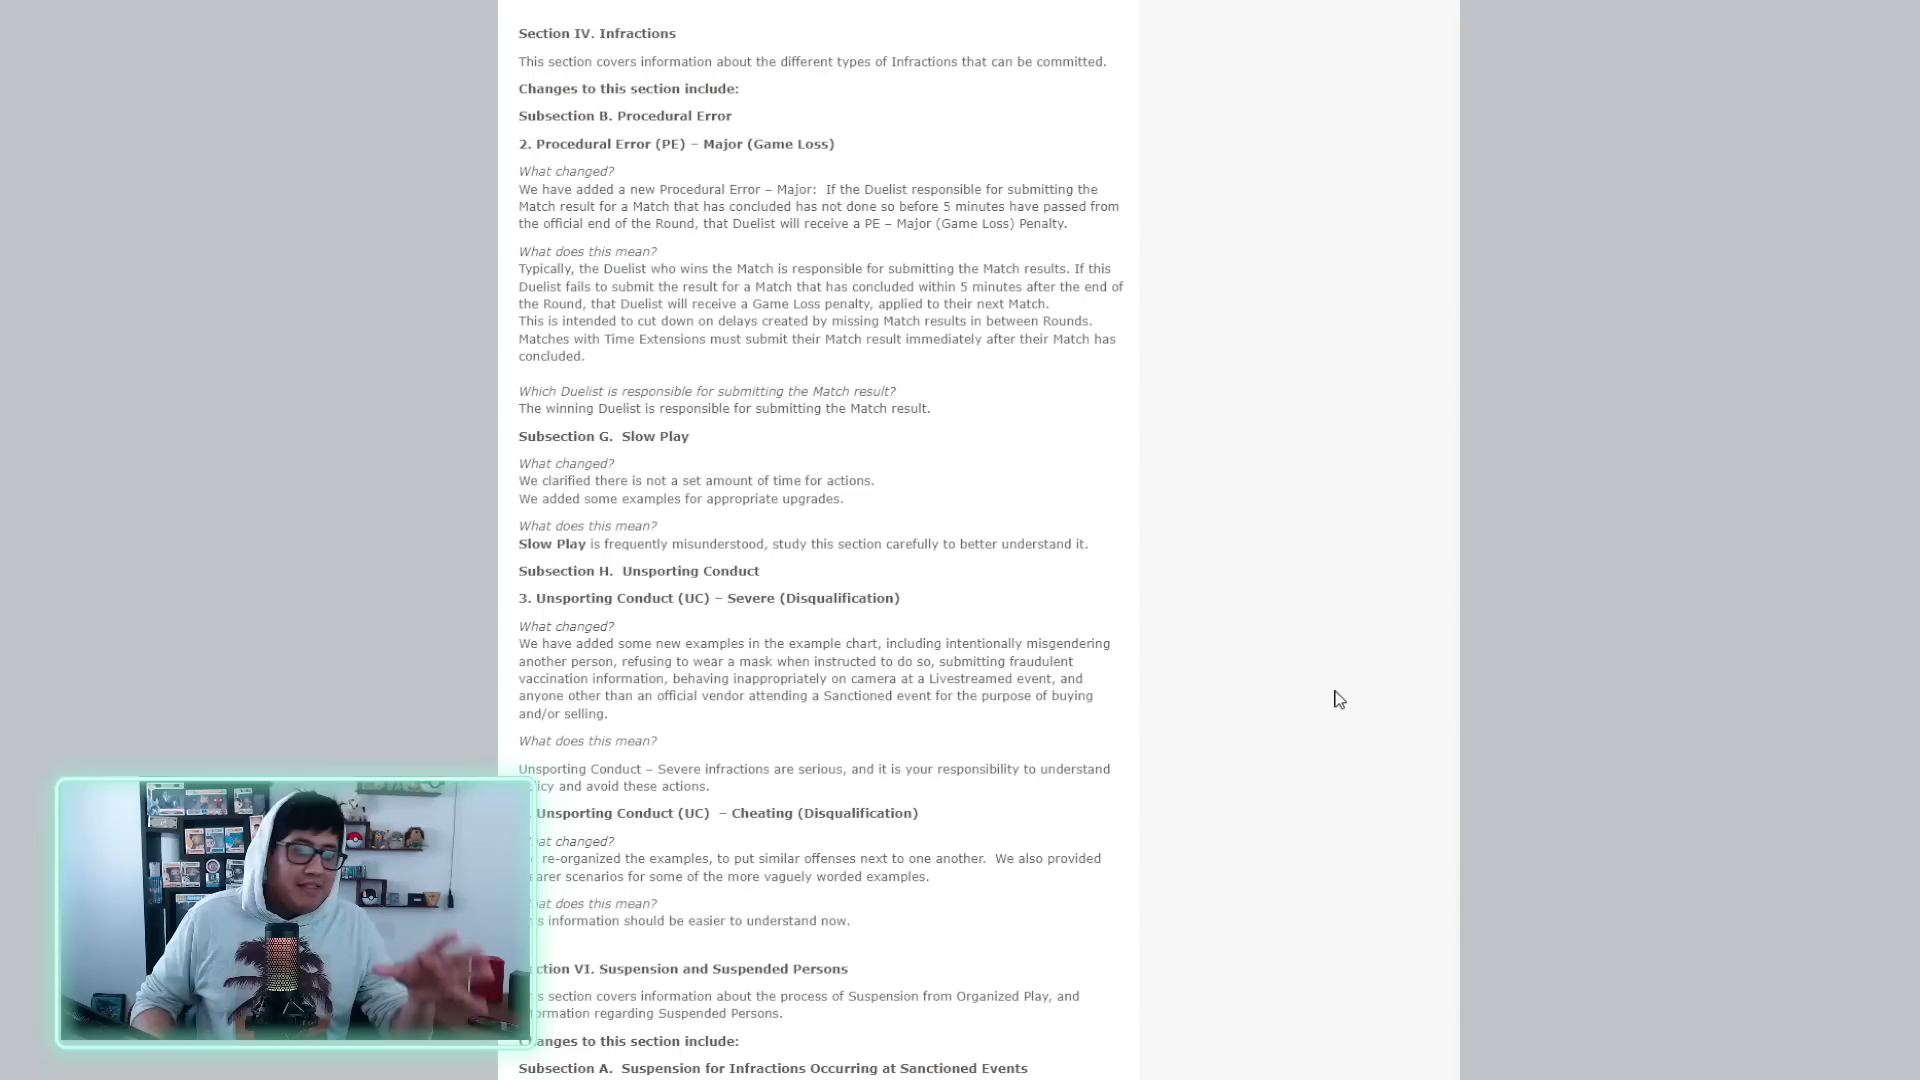 Section IV. Infractions
This section covers information about the different types of Infractions that can be committed.
Changes to this section include:
Subsection B. Procedural Error
2. Procedural Error (PE) – Major (Game Loss)
What changed?
We have added a new Procedural Error – Major:  If the Duelist responsible for submitting the
Match result for a Match that has concluded has not done so before 5 minutes have passed from
the official end of the Round, that Duelist will receive a PE – Major (Game Loss) Penalty.
What does this mean?
Typically, the Duelist who wins the Match is responsible for submitting the Match results. If this
Duelist fails to submit the result for a Match that has concluded within 5 minutes after the end of
the Round, that Duelist will receive a Game Loss penalty, applied to their next Match.
This is intended to cut down on delays created by missing Match results in between Rounds.
Matches with Time Extensions must submit their Match result immediately after their Match has
concluded.
Which Duelist is responsible for submitting the Match result?
The winning Duelist is responsible for submitting the Match result.
Subsection G.  Slow Play
What changed?
We clarified there is not a set amount of time for actions.
We added some examples for appropriate upgrades.
What does this mean?
Slow Play is frequently misunderstood, study this section carefully to better understand it.
Subsection H.  Unsporting Conduct
3. Unsporting Conduct (UC) – Severe (Disqualification)
What changed?
We have added some new examples in the example chart, including intentionally misgendering
another person, refusing to wear a mask when instructed to do so, submitting fraudulent
vaccination information, behaving inappropriately on camera at a Livestreamed event, and
anyone other than an official vendor attending a Sanctioned event for the purpose of buying
and/or selling.
What does this mean?
Unsporting Conduct – Severe infractions are serious, and it is your responsibility to understand
and avoid these actions.
Unsporting Conduct (UC)  – Cheating (Disqualification)
changed?
re-organized the examples, to put similar offenses next to one another.  We also provided
scenarios for some of the more vaguely worded examples.
does this mean?
information should be easier to understand now.
VI. Suspension and Suspended Persons
section covers information about the process of Suspension from Organized Play, and
regarding Suspended Persons.
Changes to this section include:
Subsection A.  Suspension for Infractions Occurring at Sanctioned Events